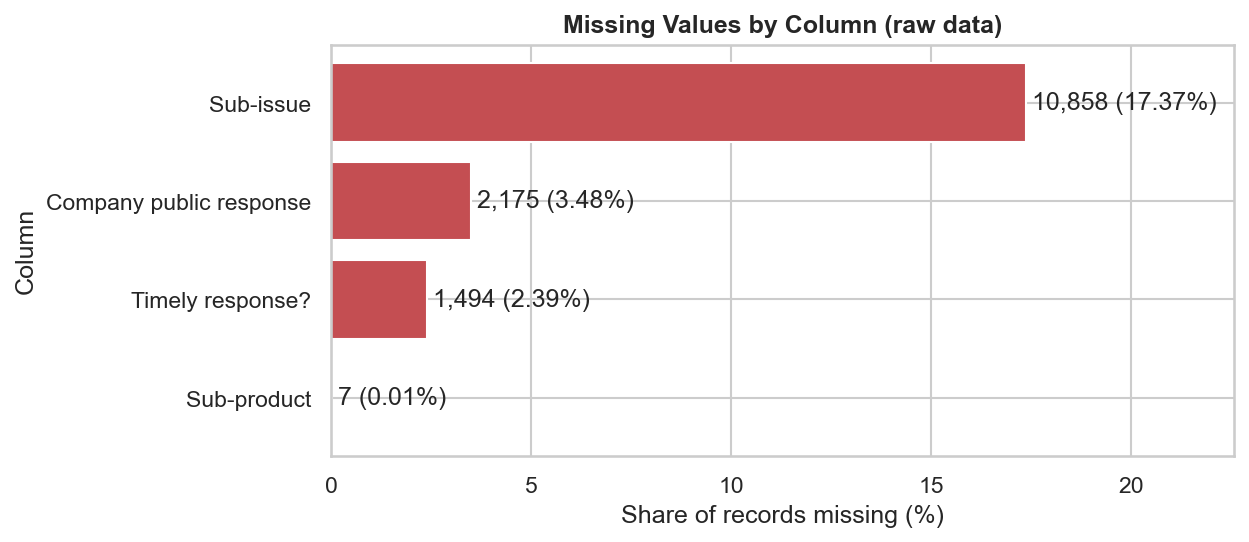 Missing Values by Column (raw data)
Sub-issue
10,858 (17.37%)
Company public response
2,175 (3.48%)
Timely response?
1,494 (2.39%)
Sub-product
7 (0.01%)
Column
0 5 10 15 20
Share of records missing (%)